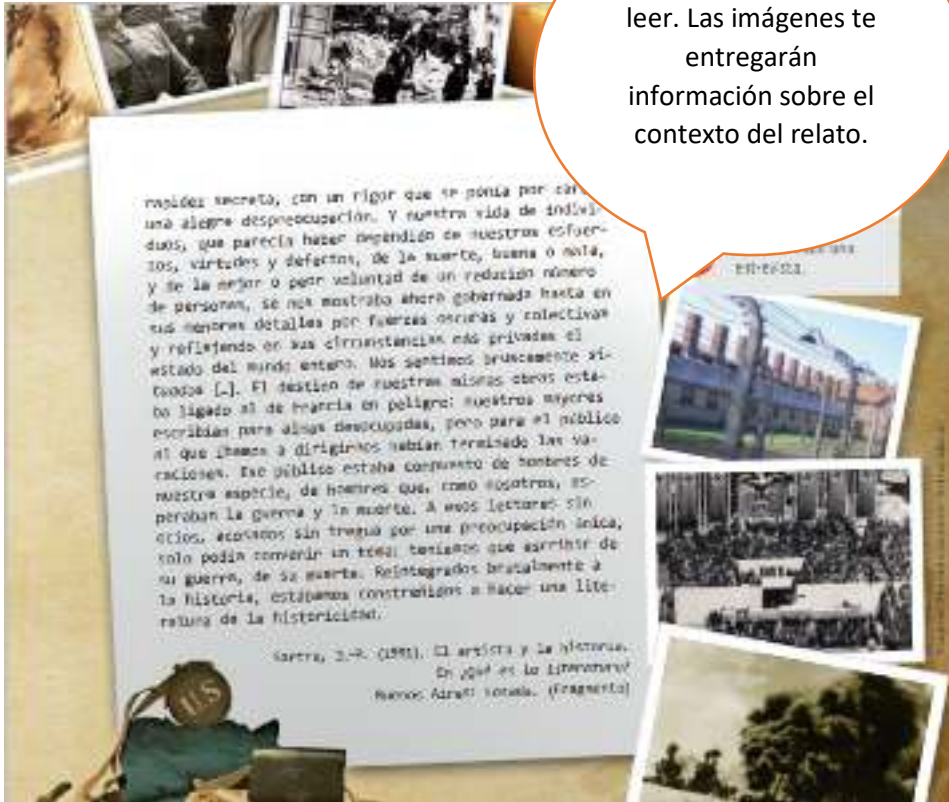 leer. Las imágenes te
entregarán
información sobre el
contexto del relato.
rapidez secreta, con un rigor que se ponía por
una alegre despreocupación. Y nuestra vida de indivi-
duos, que parecía haber dependido de nuestros esfuer-
zos, virtudes y defectos, de la suerte, buena o mala,
y de la mejor o peor voluntad de un reducido número
de personas, se nos mostraba ahora gobernada hasta en
sus menores detalles por fuerzas oscuras y colectivas
y reflejando en sus circunstancias más privadas el
estado del mundo entero. Nos sentimos bruscamente si-
tuados […]. El destino de nuestras mismas obras esta-
ba ligado al de Francia en peligro: nuestros mayores
escribían para almas desocupadas, pero para el público
al que íbamos a dirigirnos habían terminado las va-
caciones. Ese público estaba compuesto de hombres de
nuestra especie, de hombres que, como nosotros, es-
peraban la guerra y la muerte. A esos lectores sin
ocios, acosados sin tregua por una preocupación única,
solo podía convenir un tema: teníamos que escribir de
su guerra, de su muerte. Reintegrados brutalmente a
la historia, estábamos constreñidos a hacer una lite-
ratura de la historicidad.
Sartre, J.-P. (1991). El artista y la historia.
En ¿Qué es la literatura?
Buenos Aires: Losada. (Fragmento)
una
entrevista.
US